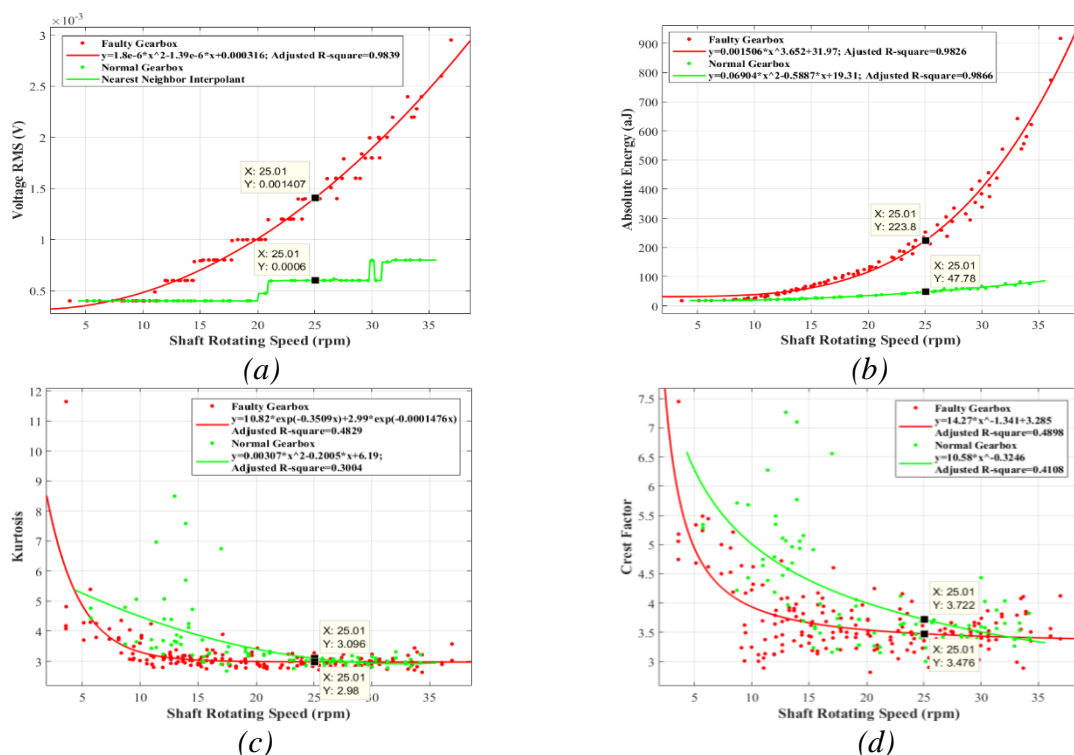 × 10^-3
Faulty Gearbox
y=1.8e-6*x^2-1.39e-6*x+0.000316; Adjusted R-square=0.9839
Normal Gearbox
Nearest Neighbor Interpolant
X: 25.01
Y: 0.001407
X: 25.01
Y: 0.0006
3
2.5
2
1.5
1
0.5
5 10 15 20 25 30 35
Voltage RMS (V)
Shaft Rotating Speed (rpm)
(a)
Faulty Gearbox
y=0.001506*x^3.652+31.97; Ajusted R-square=0.9826
Normal Gearbox
y=0.06904*x^2-0.5887*x+19.31; Adjusted R-square=0.9866
X: 25.01
Y: 223.8
X: 25.01
Y: 47.78
900
800
700
600
500
400
300
200
100
0
5 10 15 20 25 30 35
Absolute Energy (aJ)
Shaft Rotating Speed (rpm)
(b)
Faulty Gearbox
y=10.82*exp(-0.3509x)+2.99*exp(-0.0001476x)
Adjusted R-square=0.4829
Normal Gearbox
y=0.00307*x^2-0.2005*x+6.19;
Adjusted R-square=0.3004
X: 25.01
Y: 3.096
X: 25.01
Y: 2.98
12
11
10
9
8
7
6
5
4
3
5 10 15 20 25 30 35
Kurtosis
Shaft Rotating Speed (rpm)
(c)
Faulty Gearbox
y=14.27*x^-1.341+3.285
Adjusted R-square=0.4898
Normal Gearbox
y=10.58*x^-0.3246
Adjusted R-square=0.4108
X: 25.01
Y: 3.722
X: 25.01
Y: 3.476
7.5
7
6.5
6
5.5
5
4.5
4
3.5
3
5 10 15 20 25 30 35
Crest Factor
Shaft Rotating Speed (rpm)
(d)